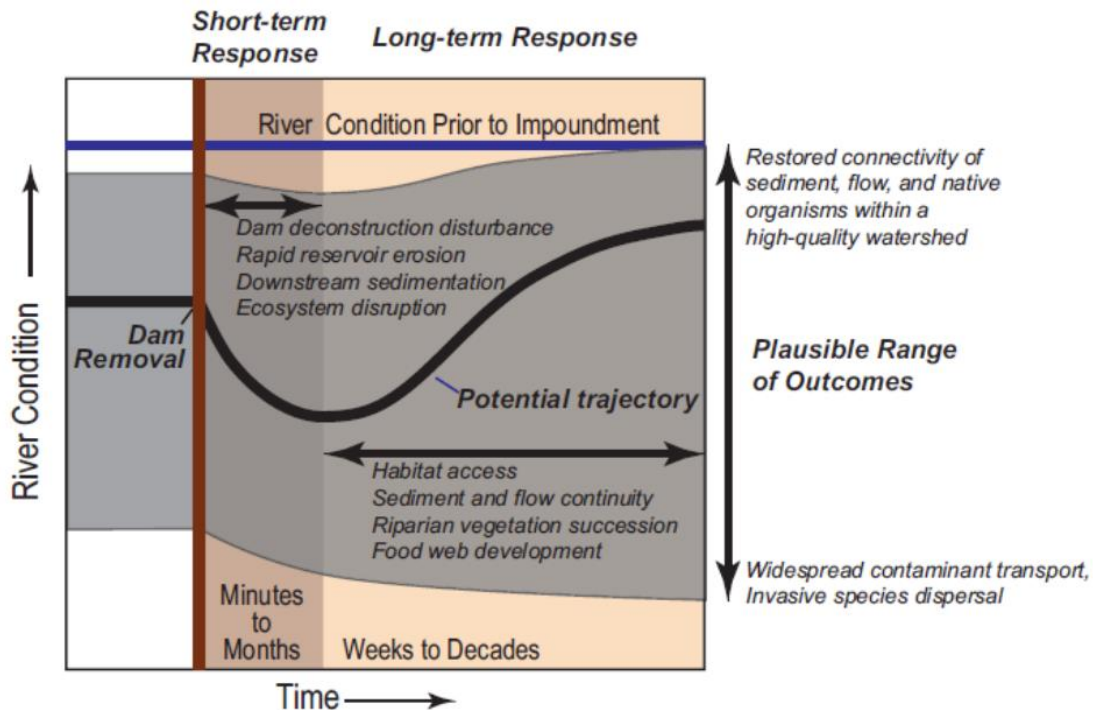 Short-term
Response
Long-term Response
River Condition Prior to Impoundment
Dam deconstruction disturbance
Rapid reservoir erosion
Downstream sedimentation
Ecosystem disruption
Dam
Removal
Potential trajectory
Habitat access
Sediment and flow continuity
Riparian vegetation succession
Food web development
Minutes
to
Months
Weeks to Decades
River Condition
Time
Restored connectivity of
sediment, flow, and native
organisms within a
high-quality watershed
Plausible Range
of Outcomes
Widespread contaminant transport,
Invasive species dispersal